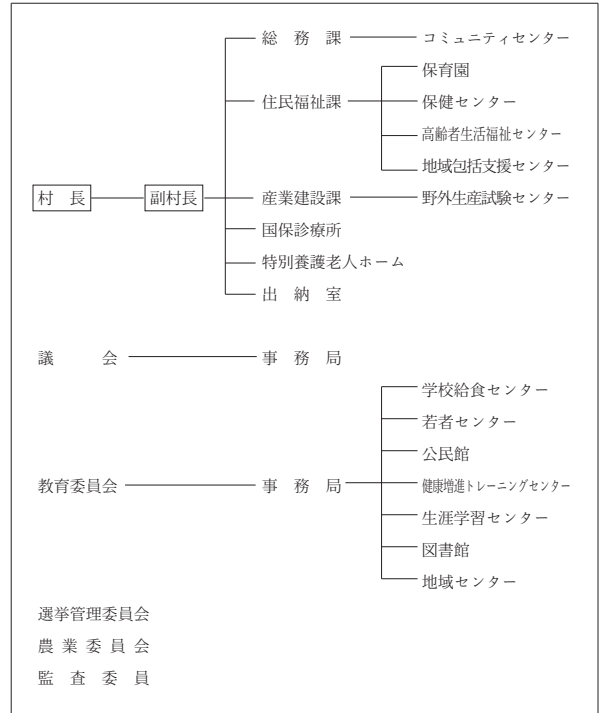 総務課 コミュニティセンター
保育園
住民福祉課 保健センター
高齢者生活福祉センター
地域包括支援センター
村長 副村長 産業建設課 野外生産試験センター
国保診療所
特別養護老人ホーム
出納室
議会 事務局
学校給食センター
若者センター
公民館
教育委員会 事務局 健康増進トレーニングセンター
生涯学習センター
図書館
地域センター
選挙管理委員会
農業委員会
監査委員